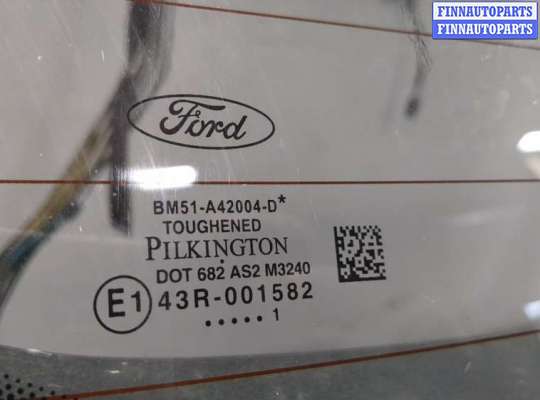 FINNAUTOPARTS
FINNAUTOPARTS
Ford
BM51-A42004-D*
TOUGHENED
PILKINGTON
DOT 682 AS2 M3240
E1 43R-001582
..... 1